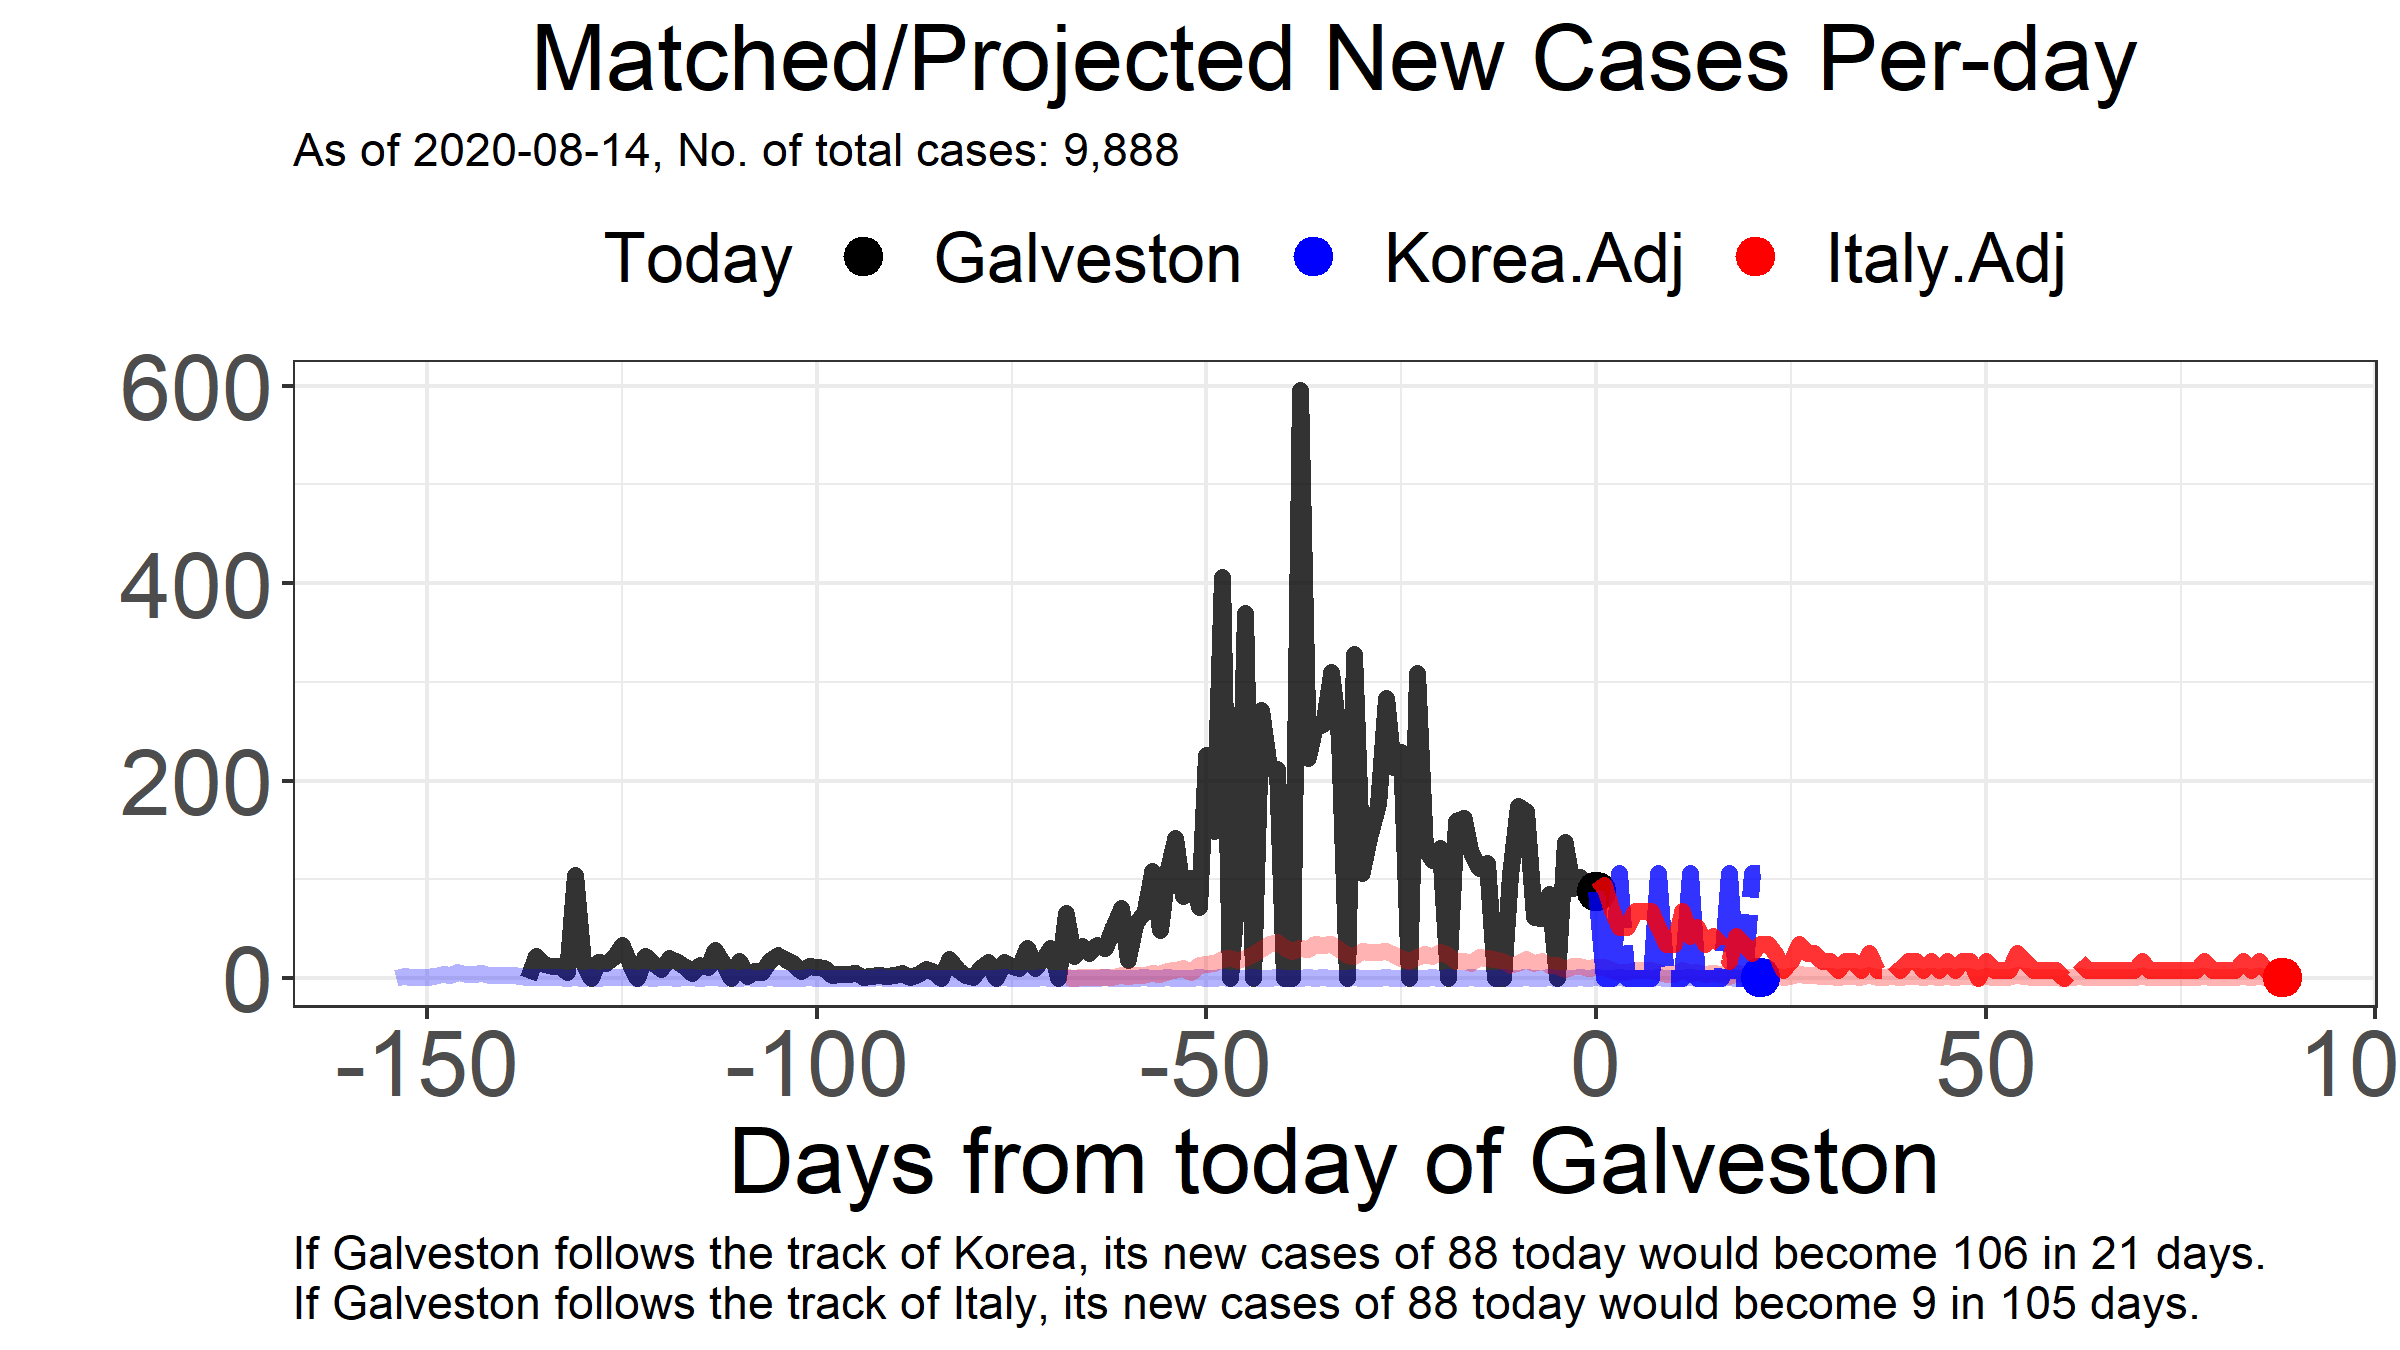 Matched/Projected New Cases Per-day
As of 2020-08-14, No. of total cases: 9,888
Today Galveston Korea.Adj Italy.Adj
600
400
200
0
-150 -100 -50 0 50 10
Days from today of Galveston
If Galveston follows the track of Korea, its new cases of 88 today would become 106 in 21 days.
If Galveston follows the track of Italy, its new cases of 88 today would become 9 in 105 days.